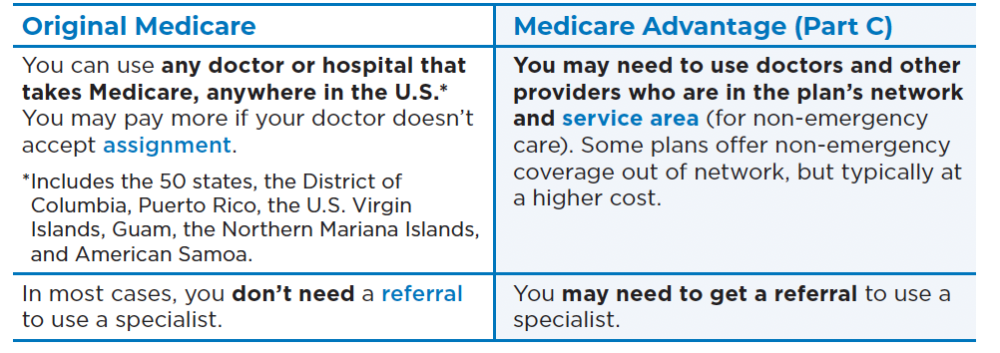 Original Medicare
Medicare Advantage (Part C)
You can use any doctor or hospital that
takes Medicare, anywhere in the U.S.*
You may pay more if your doctor doesn’t
accept assignment.
*Includes the 50 states, the District of
Columbia, Puerto Rico, the U.S. Virgin
Islands, Guam, the Northern Mariana Islands,
and American Samoa.
You may need to use doctors and other
providers who are in the plan’s network
and service area (for non-emergency
care). Some plans offer non-emergency
coverage out of network, but typically at
a higher cost.
In most cases, you don’t need a referral
to use a specialist.
You may need to get a referral to use a
specialist.